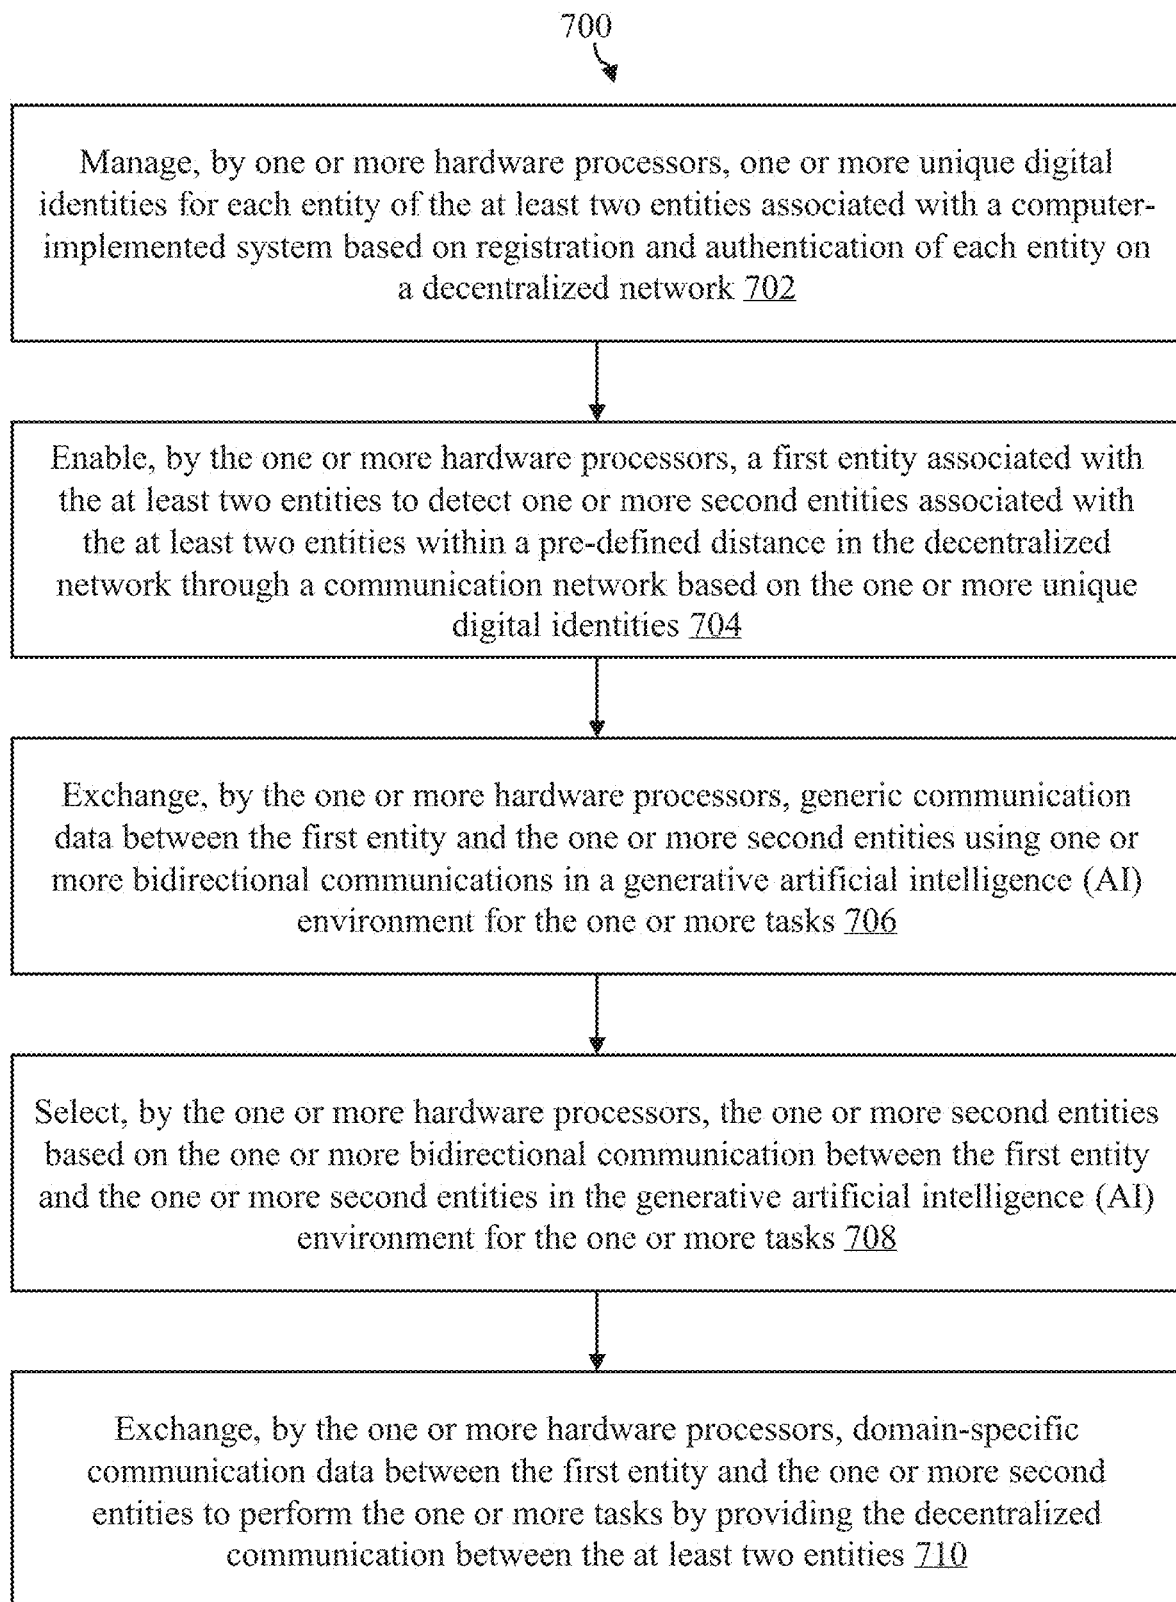 700
Manage, by one or more hardware processors, one or more unique digital
identities for each entity of the at least two entities associated with a computer-
implemented system based on registration and authentication of each entity on
a decentralized network 702
Enable, by the one or more hardware processors, a first entity associated with
the at least two entities to detect one or more second entities associated with
the at least two entities within a pre-defined distance in the decentralized
network through a communication network based on the one or more unique
digital identities 704
Exchange, by the one or more hardware processors, generic communication
data between the first entity and the one or more second entities using one or
more bidirectional communications in a generative artificial intelligence (AI)
environment for the one or more tasks 706
Select, by the one or more hardware processors, the one or more second entities
based on the one or more bidirectional communication between the first entity
and the one or more second entities in the generative artificial intelligence (AI)
environment for the one or more tasks 708
Exchange, by the one or more hardware processors, domain-specific
communication data between the first entity and the one or more second
entities to perform the one or more tasks by providing the decentralized
communication between the at least two entities 710